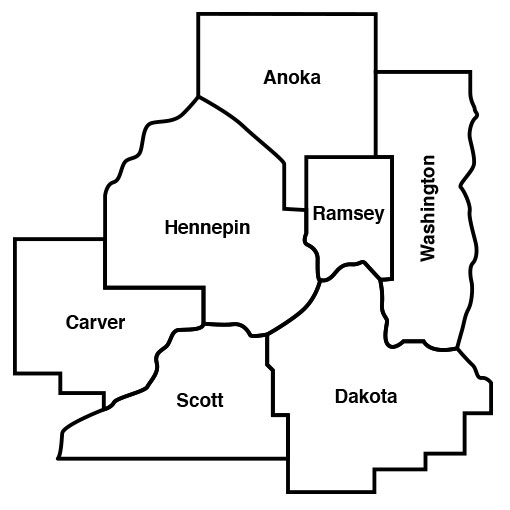 Anoka
Washington
Ramsey
Hennepin
Carver
Scott
Dakota